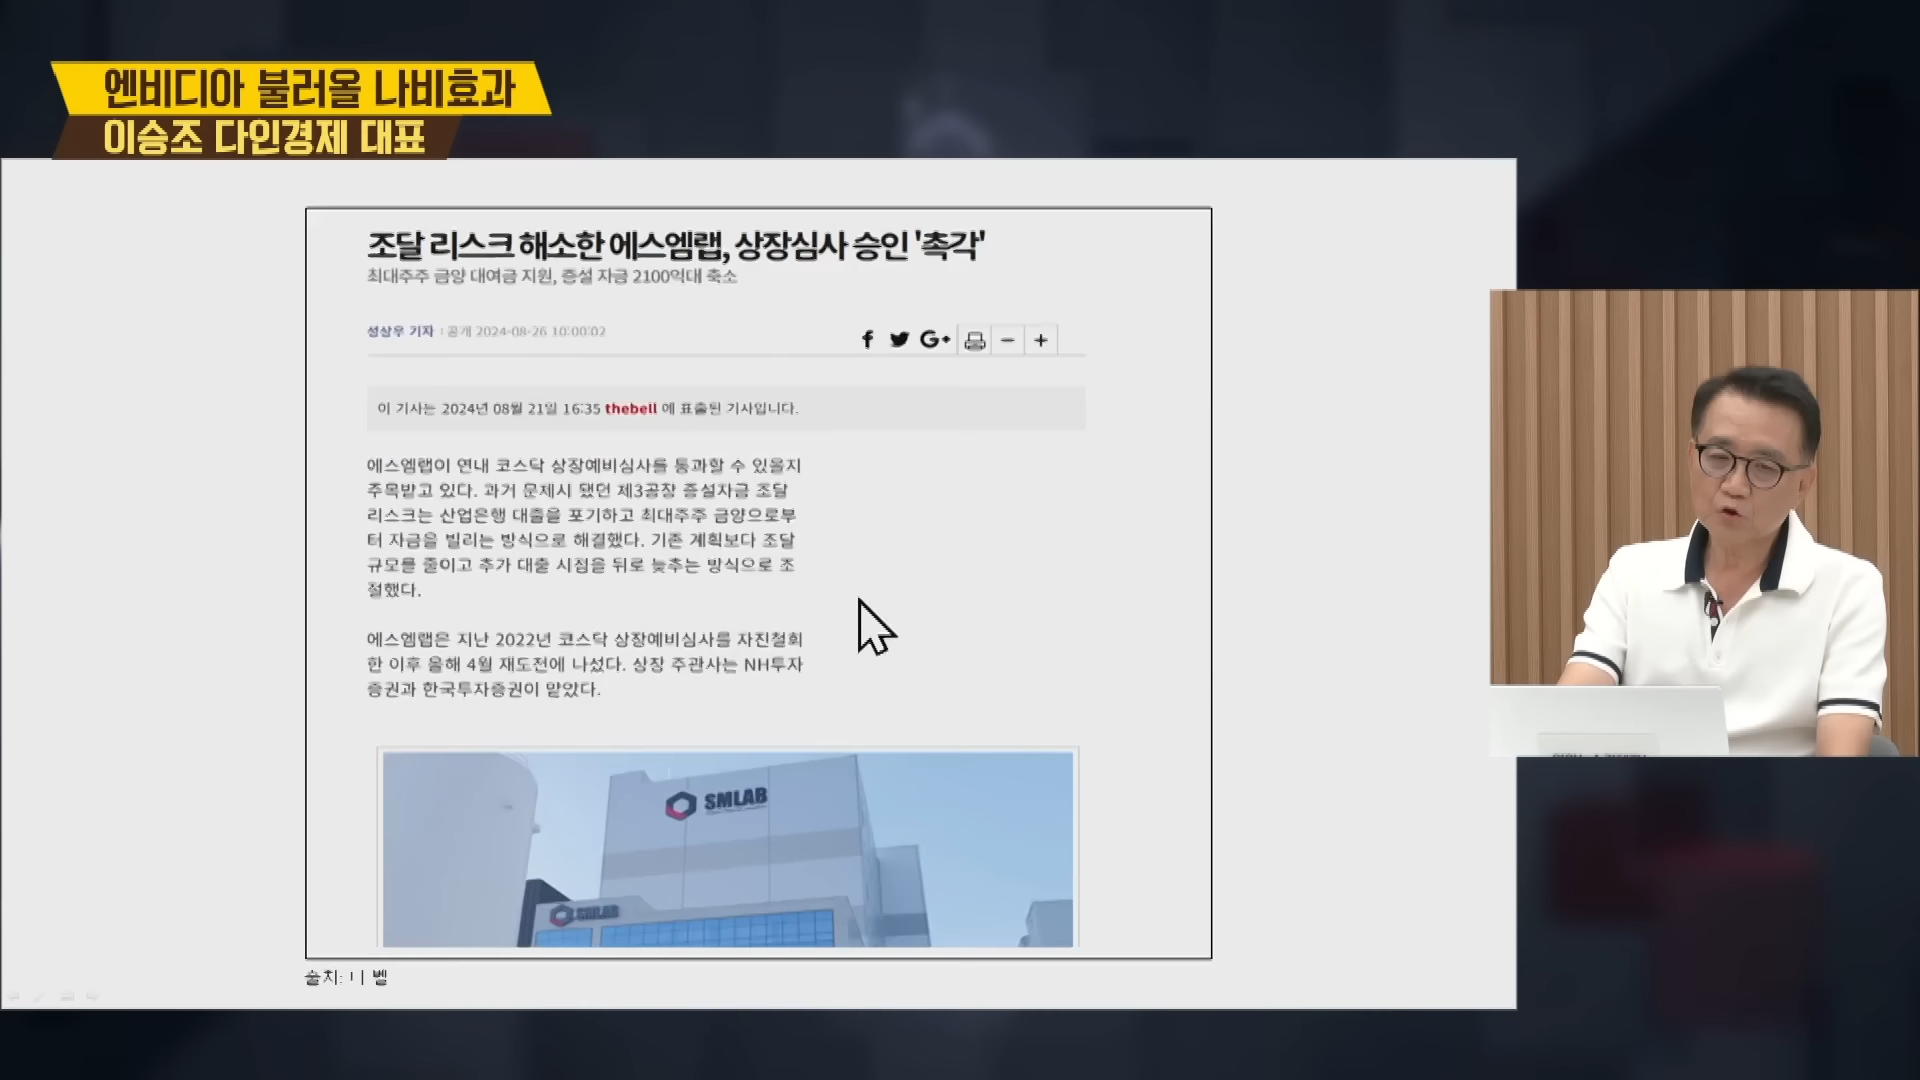 엔비디아 불러올 나비효과
이승조 다인경제 대표
조달 리스크 해소한 에스엠랩, 상장심사 승인 '촉각'
최대주주 금양 대여금 지원, 증설 자금 2100억대 축소
성상우 기자 : 공개 2024-08-26 10:00:02
이 기사는 2024년 08월 21일 16:35 thebell 에 표출된 기사입니다.
에스엠랩이 연내 코스닥 상장예비심사를 통과할 수 있을지
주목받고 있다. 과거 문제시 됐던 제3공장 증설자금 조달
리스크는 산업은행 대출을 포기하고 최대주주 금양으로부
터 자금을 빌리는 방식으로 해결했다. 기존 계획보다 조달
규모를 줄이고 추가 대출 시점을 뒤로 늦추는 방식으로 조
절했다.
에스엠랩은 지난 2022년 코스닥 상장예비심사를 자진철회
한 이후 올해 4월 재도전에 나섰다. 상장 주관사는 NH투자
증권과 한국투자증권이 맡았다.
SMLAB
SMLAB